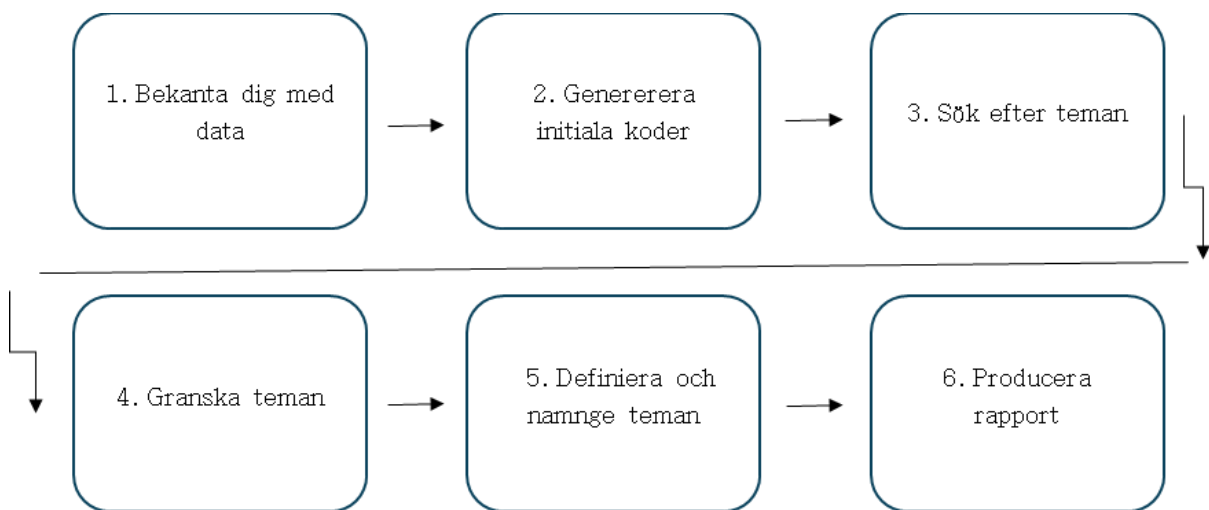 1. Bekanta dig med
data
2. Genererera
initiala koder
3. Sök efter teman
4. Granska teman
5. Definiera och
namnge teman
6. Producera
rapport